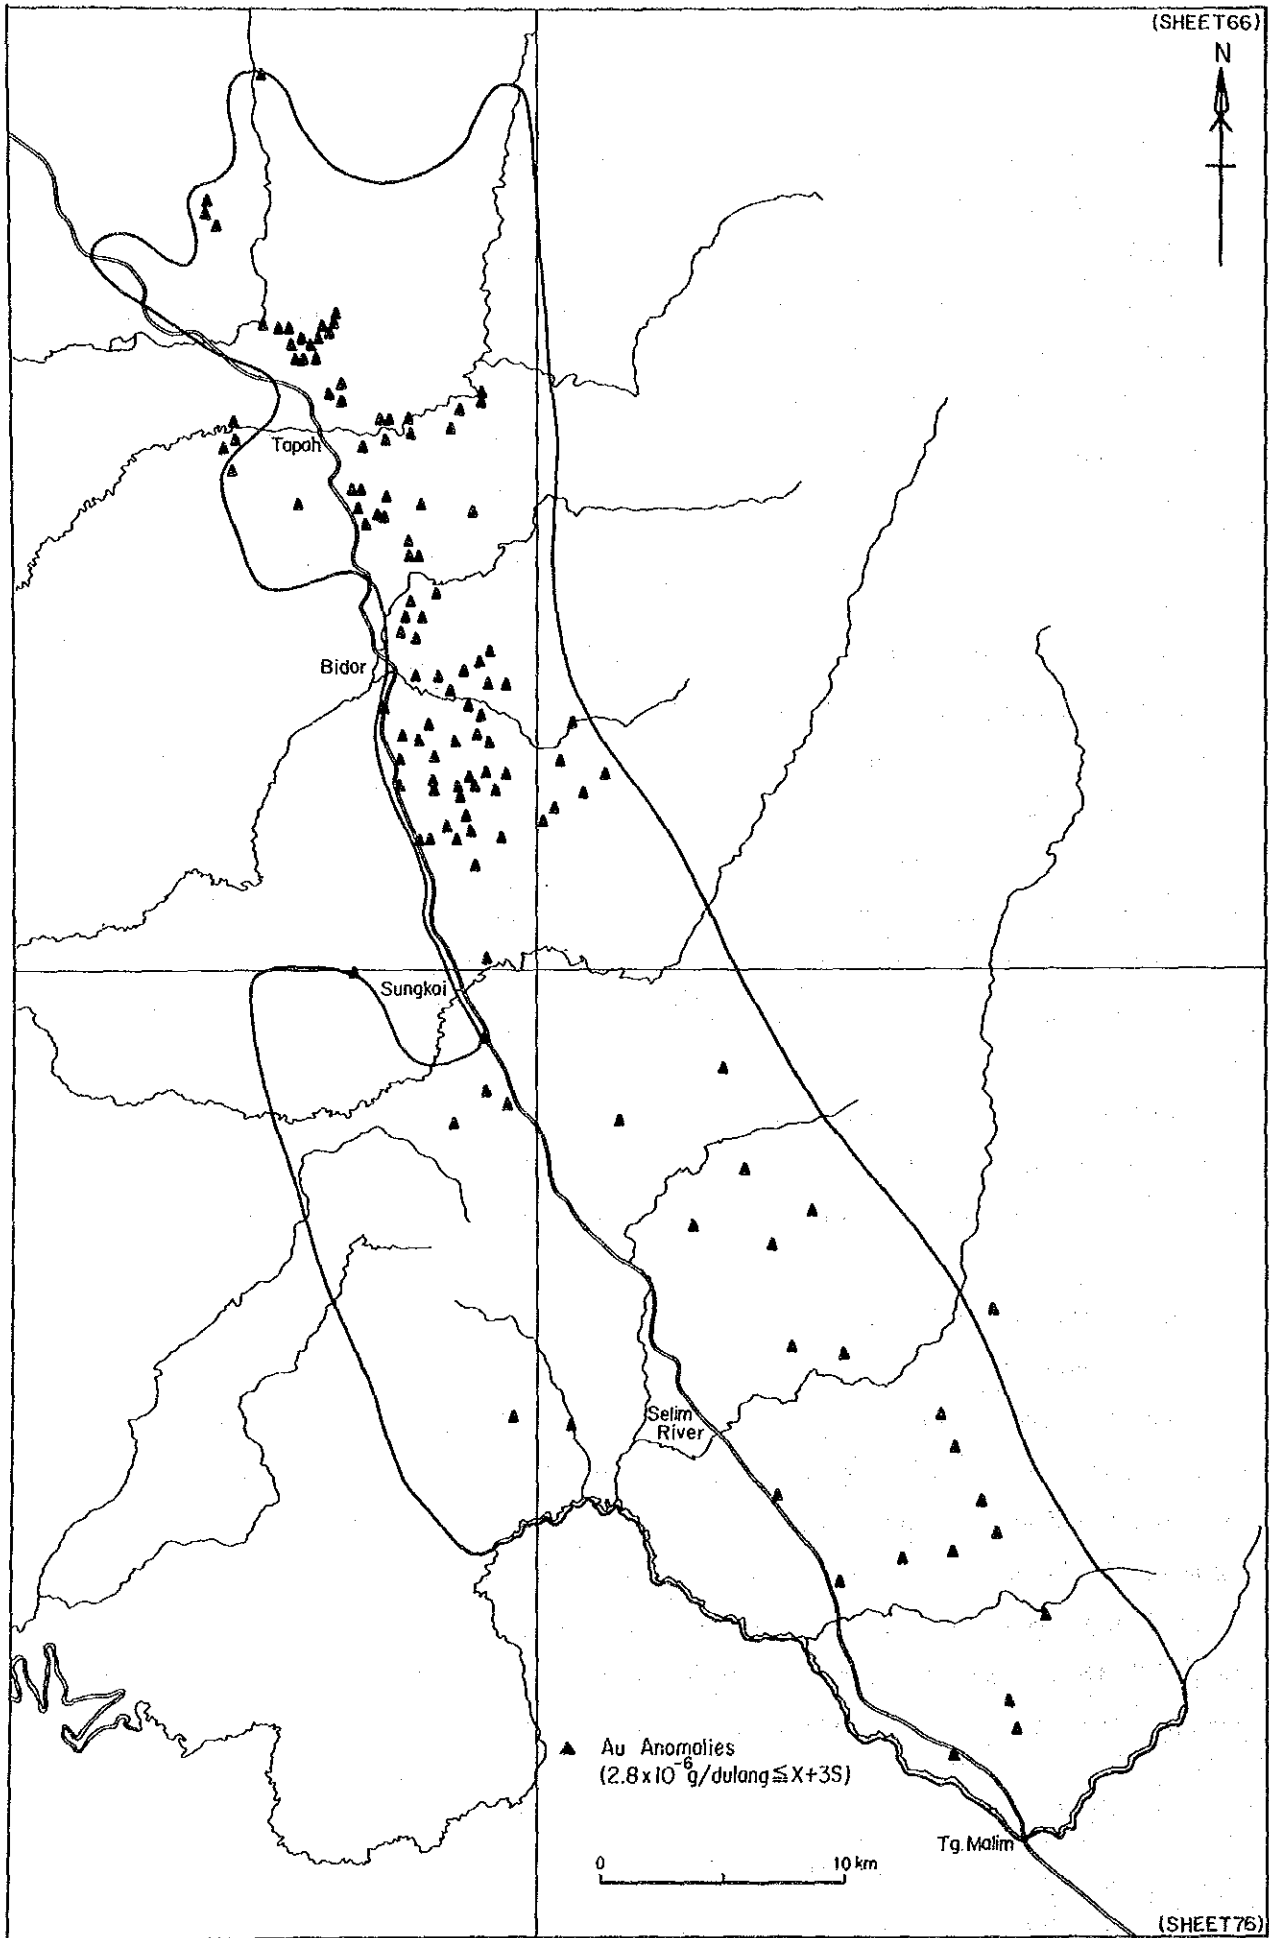 (SHEET66)
N
Tapah
Bidor
Sungkai
Selim
River
Au Anomalies
(2.8x10⁻⁶g/dulang≦X+3S)
Tg. Malim
0 10 km
(SHEET76)